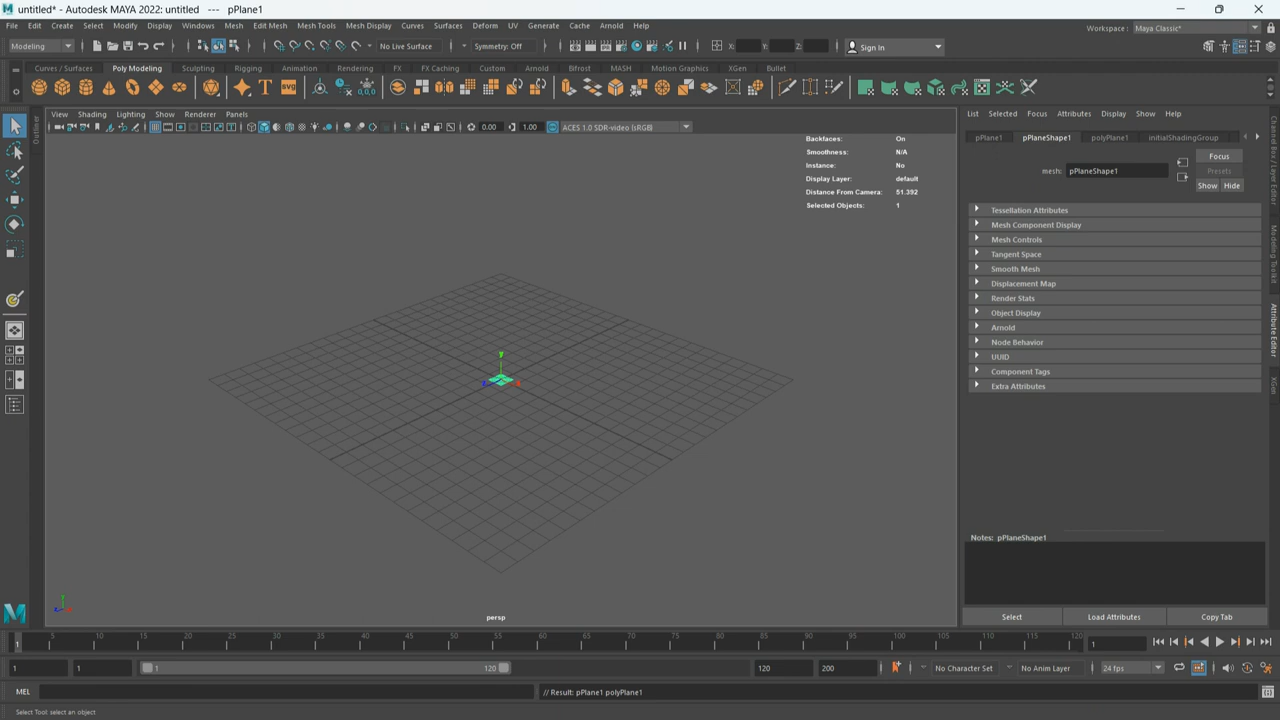 untitled* - Autodesk MAYA 2022: untitled --- pPlane1
File Edit Create Select Modify Display Windows Mesh Edit Mesh Mesh Tools Mesh Display Curves Surfaces Deform UV Generate Cache Arnold Help
Workspace : Maya Classic*
Modeling No Live Surface Symmetry: Off X: Y: Z: Sign In
Curves / Surfaces Poly Modeling Sculpting Rigging Animation Rendering FX FX Caching Custom Arnold Bifrost MASH Motion Graphics XGen Bullet
T SVG
View Shading Lighting Show Renderer Panels
0.00 1.00 ACES 1.0 SDR-video (sRGB)
Outliner
Backfaces: On
Smoothness: N/A
Instance: No
Display Layer: default
Distance From Camera: 51.392
Selected Objects: 1
y
z x
persp
List Selected Focus Attributes Display Show Help
pPlane1 pPlaneShape1 polyPlane1 initialShadingGroup
Focus
mesh: pPlaneShape1 Presets
Show Hide
Tessellation Attributes
Mesh Component Display
Mesh Controls
Tangent Space
Smooth Mesh
Displacement Map
Render Stats
Object Display
Arnold
Node Behavior
UUID
Component Tags
Extra Attributes
Notes: pPlaneShape1
Select Load Attributes Copy Tab
Channel Box / Layer Editor
Modeling Toolkit
Attribute Editor
XGen
1 5 10 15 20 25 30 35 40 45 50 55 60 65 70 75 80 85 90 95 100 105 110 115 120 1
1 1 1 120 120 200 No Character Set No Anim Layer 24 fps
MEL // Result: pPlane1 polyPlane1
Select Tool: select an object